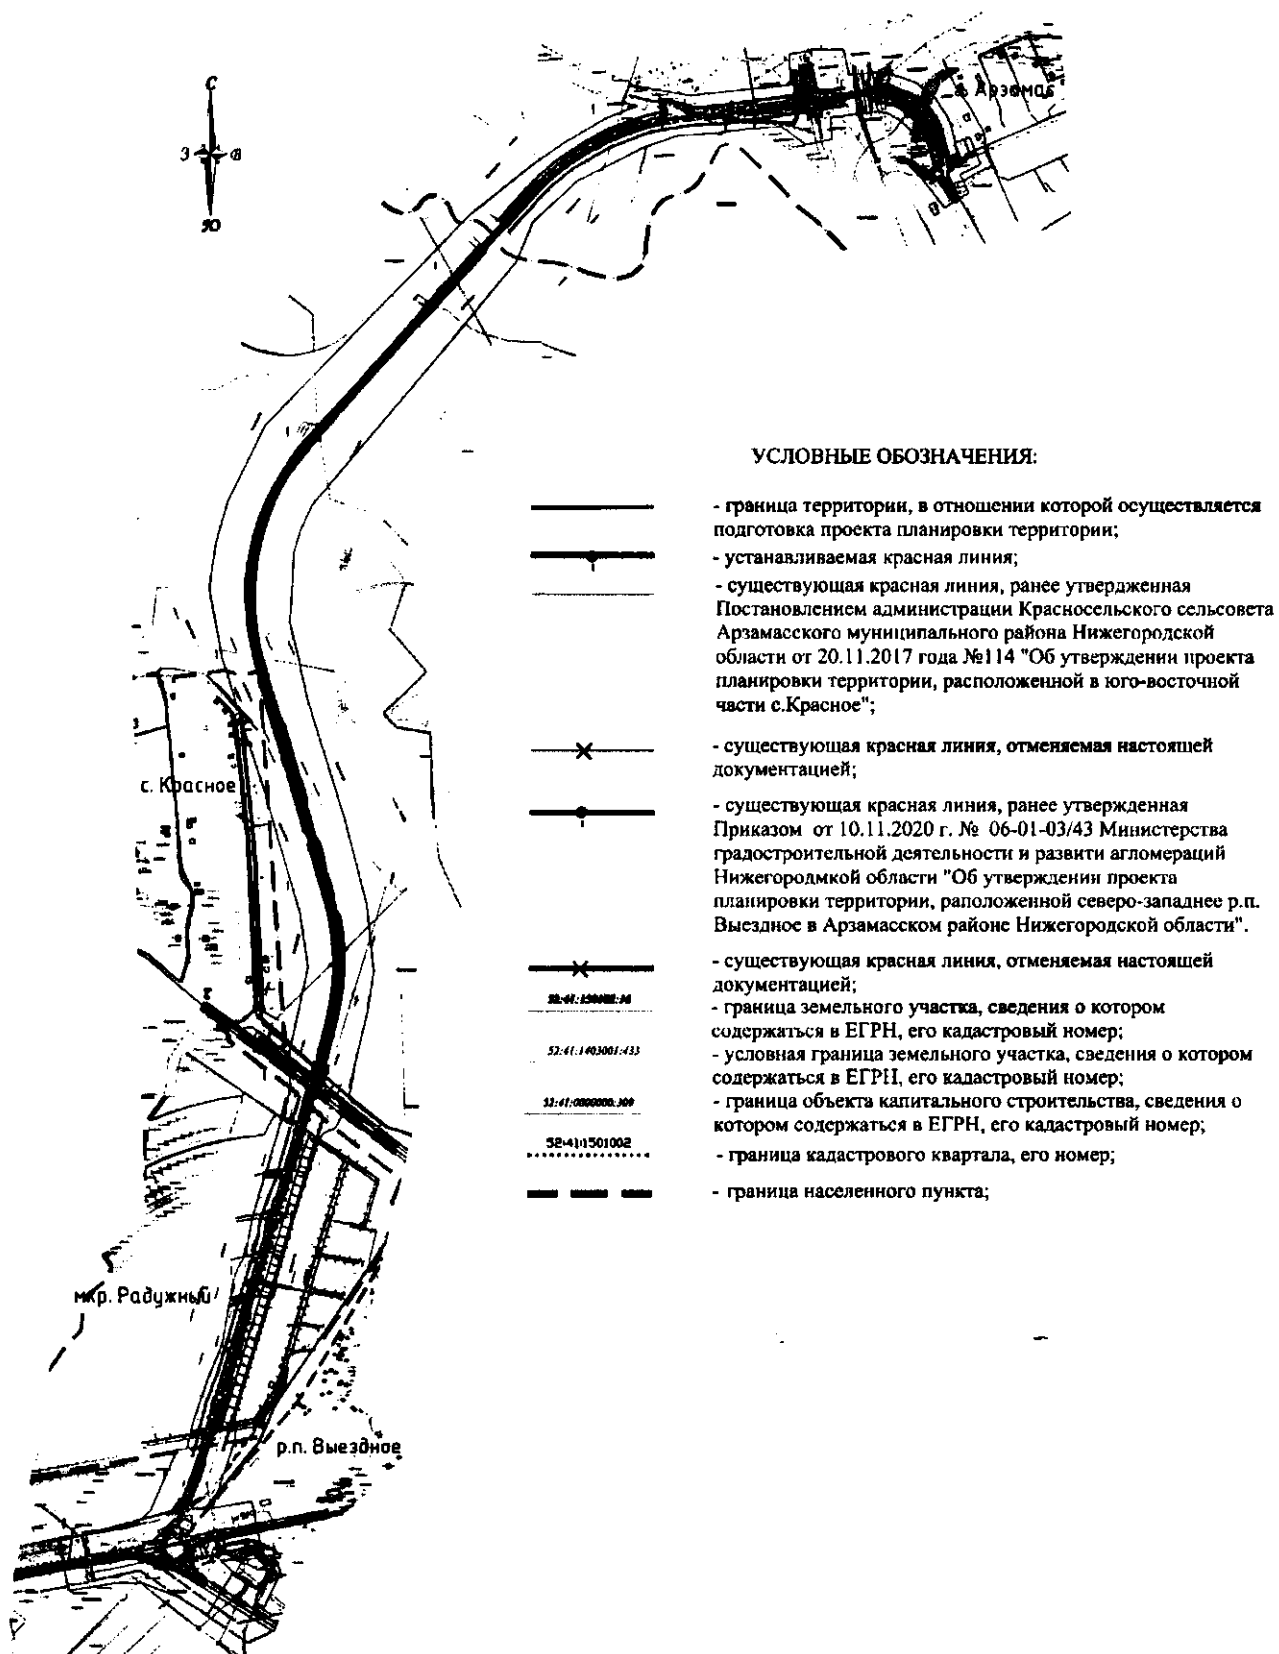 С
З В
Ю
г. Арзамас
УСЛОВНЫЕ ОБОЗНАЧЕНИЯ:
- граница территории, в отношении которой осуществляется
подготовка проекта планировки территории;
- устанавливаемая красная линия;
- существующая красная линия, ранее утвержденная
Постановлением администрации Красносельского сельсовета
Арзамасского муниципального района Нижегородской
области от 20.11.2017 года №114 "Об утверждении проекта
планировки территории, расположенной в юго-восточной
части с.Красное";
- существующая красная линия, отменяемая настоящей
документацией;
с. Красное
- существующая красная линия, ранее утвержденная
Приказом от 10.11.2020 г. № 06-01-03/43 Министерства
градостроительной деятельности и развити агломераций
Нижегородмкой области "Об утверждении проекта
планировки территории, раположенной северо-западнее р.п.
Выездное в Арзамасском районе Нижегородской области".
- существующая красная линия, отменяемая настоящей
документацией;
- граница земельного участка, сведения о котором
содержаться в ЕГРН, его кадастровый номер;
52:41:1403001:433
- условная граница земельного участка, сведения о котором
содержаться в ЕГРН, его кадастровый номер;
- граница объекта капитального строительства, сведения о
котором содержаться в ЕГРН, его кадастровый номер;
52:41:1501002
- граница кадастрового квартала, его номер;
- граница населенного пункта;
мкр. Радужный
р.п. Выездное